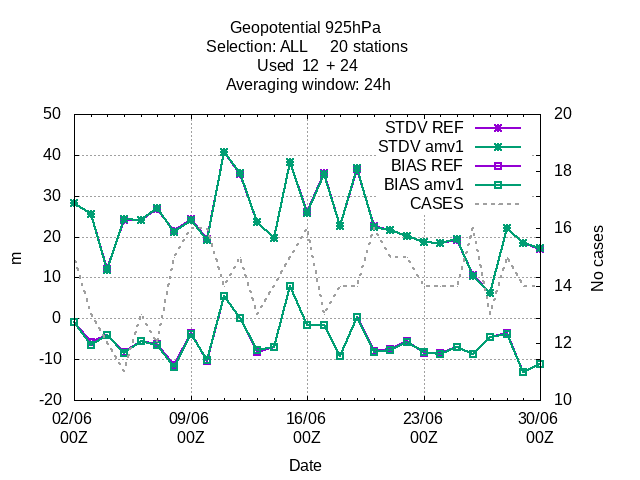 Geopotential 925hPa
Selection: ALL 20 stations
Used 12 + 24
Averaging window: 24h
50 20
STDV REF
STDV amv1
40 18
BIAS REF
BIAS amv1
30
CASES
20 16
m
No cases
10 14
0
12
-10
-20 10
02/06 09/06 16/06 23/06 30/06
00Z 00Z 00Z 00Z 00Z
Date